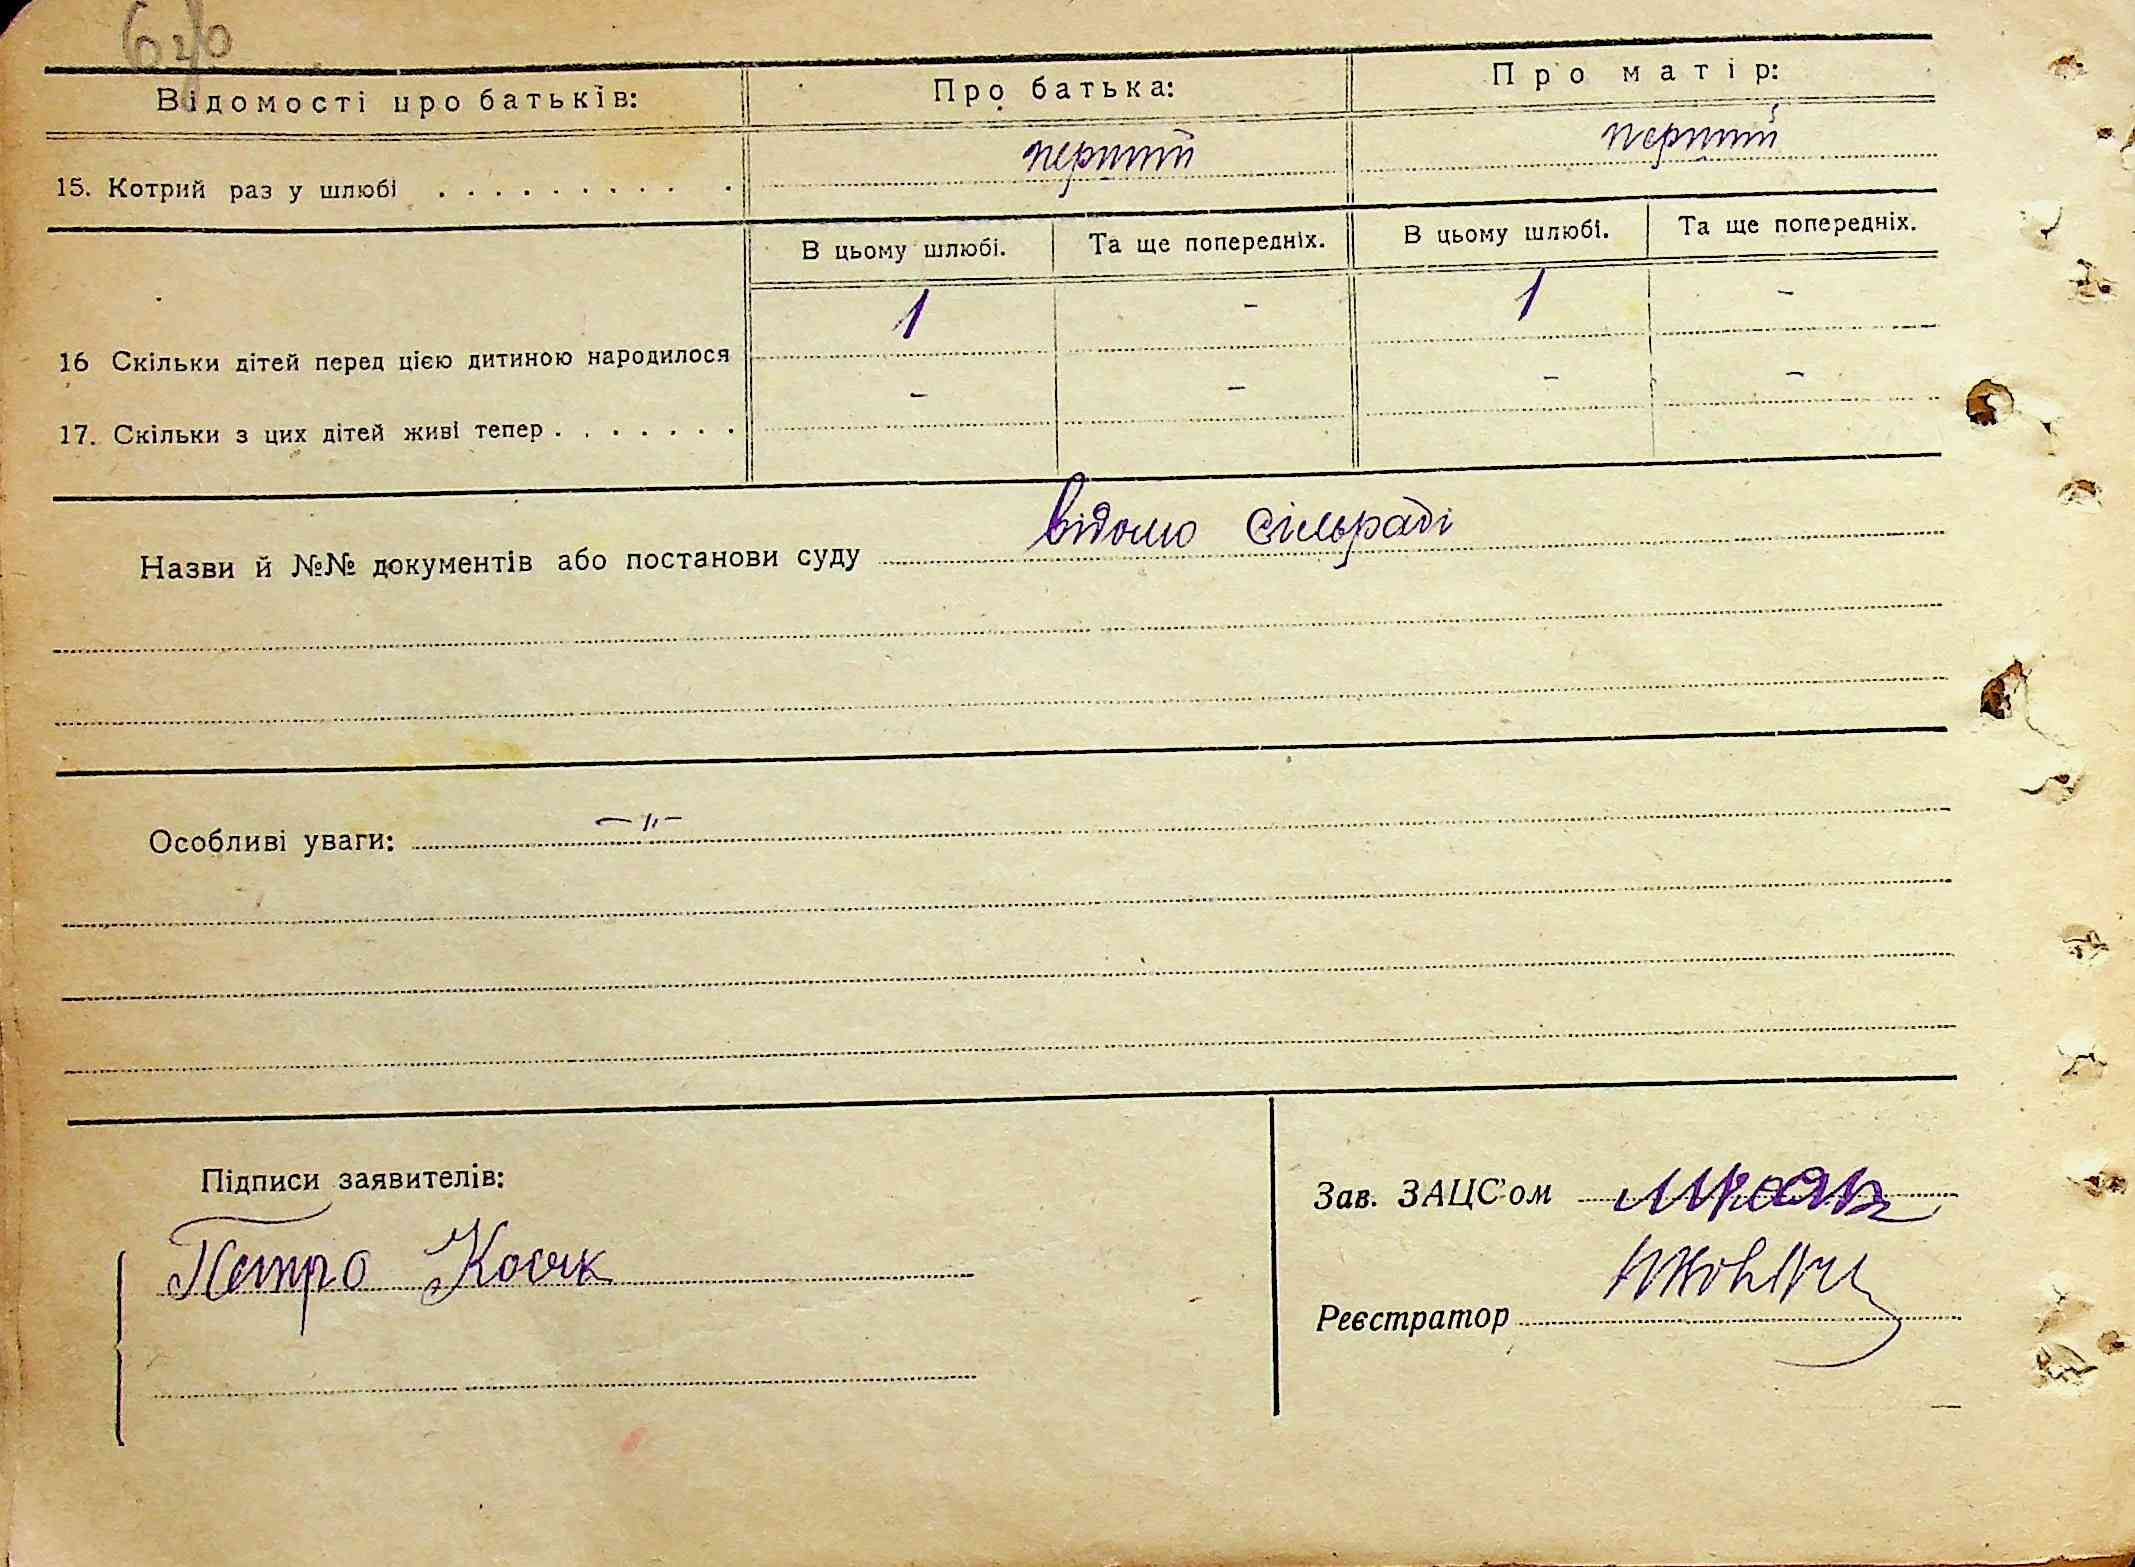 Відомості про батьків: Про батька: Про матір:
15. Котрий раз у шлюбі . . . . . . . . . . перший перший
В цьому шлюбі. Та ще попередніх. В цьому шлюбі. Та ще попередніх.
16 Скільки дітей перед цією дитиною народилося 1 - 1 -
17. Скільки з цих дітей живі тепер . . . . . . . - - - -
Назви й №№ документів або постанови суду відомо сільраді
Особливі уваги: —"—
Підписи заявителів:
Зав. ЗАЦС'ом
Петро
Реєстратор